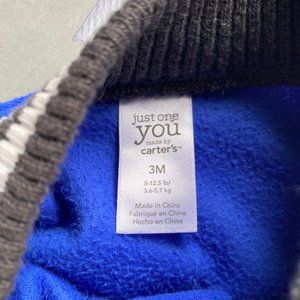 just one
you
made by
carter's™
3M
8-12.5 lb/
3.6-5.7 kg
Made in China
Fabriqué en Chine
Hecho en China